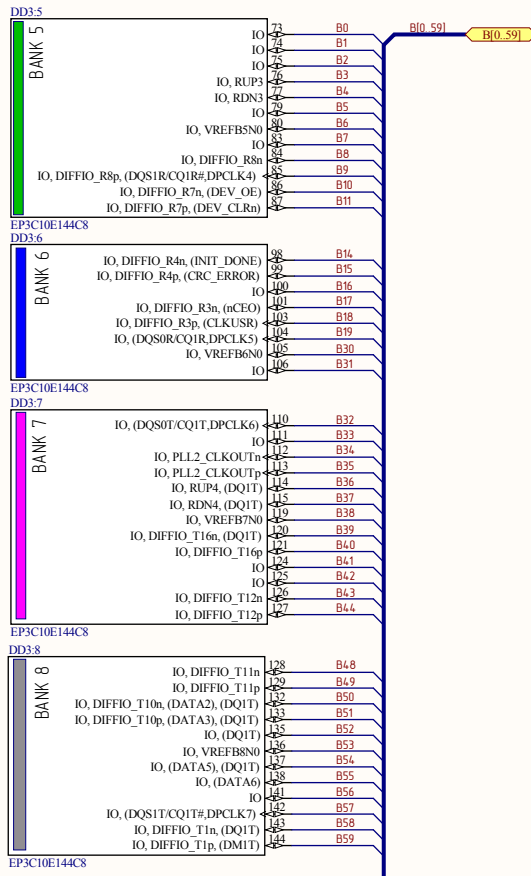 DD3:5
B[0..59]
B[0..59]
BANK 5
IO 73 B0
IO 74 B1
IO 75 B2
IO, RUP3 76 B3
IO, RDN3 77 B4
IO 79 B5
IO, VREFB5N0 80 B6
IO 83 B7
IO, DIFFIO_R8n 84 B8
IO, DIFFIO_R8p, (DQS1R/CQ1R#,DPCLK4) 85 B9
IO, DIFFIO_R7n, (DEV_OE) 86 B10
IO, DIFFIO_R7p, (DEV_CLRn) 87 B11
EP3C10E144C8
DD3:6
BANK 6
IO, DIFFIO_R4n, (INIT_DONE) 98 B14
IO, DIFFIO_R4p, (CRC_ERROR) 99 B15
IO 100 B16
IO, DIFFIO_R3n, (nCEO) 101 B17
IO, DIFFIO_R3p, (CLKUSR) 103 B18
IO, (DQS0R/CQ1R,DPCLK5) 104 B19
IO, VREFB6N0 105 B30
IO 106 B31
EP3C10E144C8
DD3:7
BANK 7
IO, (DQS0T/CQ1T,DPCLK6) 110 B32
IO 111 B33
IO, PLL2_CLKOUTn 112 B34
IO, PLL2_CLKOUTp 113 B35
IO, RUP4, (DQ1T) 114 B36
IO, RDN4, (DQ1T) 115 B37
IO, VREFB7N0 119 B38
IO, DIFFIO_T16n, (DQ1T) 120 B39
IO, DIFFIO_T16p 121 B40
IO 124 B41
IO 125 B42
IO, DIFFIO_T12n 126 B43
IO, DIFFIO_T12p 127 B44
EP3C10E144C8
DD3:8
BANK 8
IO, DIFFIO_T11n 128 B48
IO, DIFFIO_T11p 129 B49
IO, DIFFIO_T10n, (DATA2), (DQ1T) 132 B50
IO, DIFFIO_T10p, (DATA3), (DQ1T) 133 B51
IO, (DQ1T) 135 B52
IO, VREFB8N0 136 B53
IO, (DATA5), (DQ1T) 137 B54
IO, (DATA6) 138 B55
IO 141 B56
IO, (DQS1T/CQ1T#,DPCLK7) 142 B57
IO, DIFFIO_T1n, (DQ1T) 143 B58
IO, DIFFIO_T1p, (DM1T) 144 B59
EP3C10E144C8